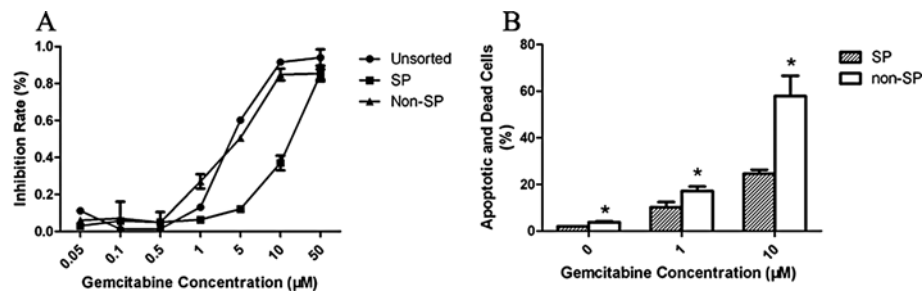 A
Inhibition Rate (%)
1.0
0.8
0.6
0.4
0.2
0.0
0.05
0.1
0.5
1
5
10
50
Gemcitabine Concentration (µM)
Unsorted
SP
Non-SP
B
Apoptotic and Dead Cells
(%)
80
60
40
20
0
*
*
*
0
1
10
Gemcitabine Concentration (µM)
SP
non-SP